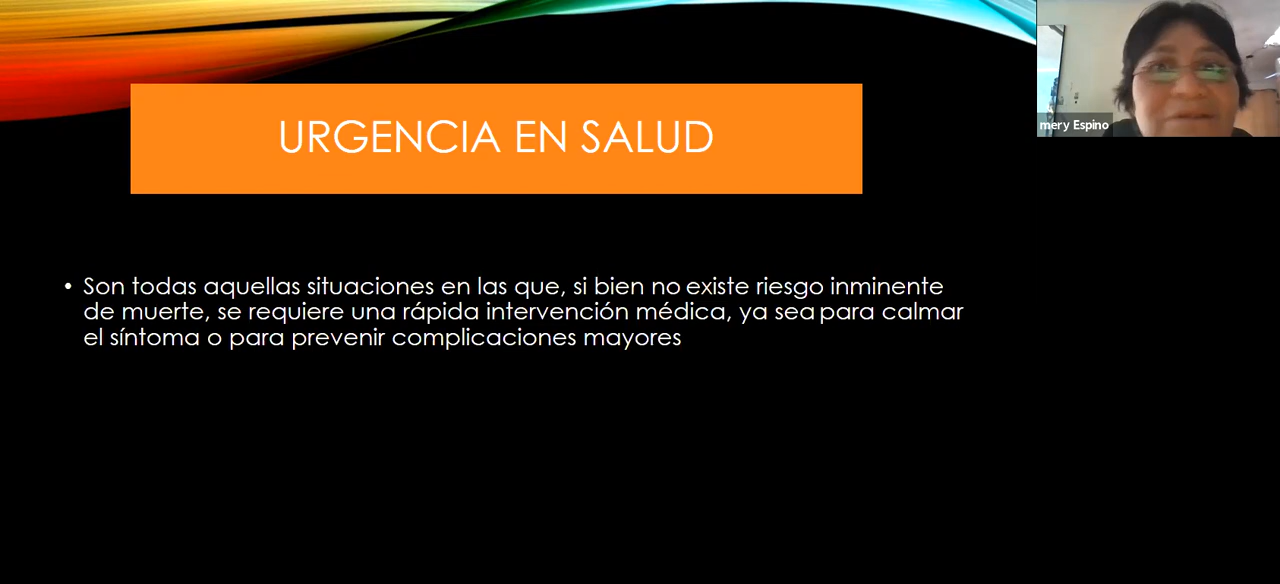 URGENCIA EN SALUD
mery Espino
• Son todas aquellas situaciones en las que, si bien no existe riesgo inminente
de muerte, se requiere una rápida intervención médica, ya sea para calmar
el síntoma o para prevenir complicaciones mayores